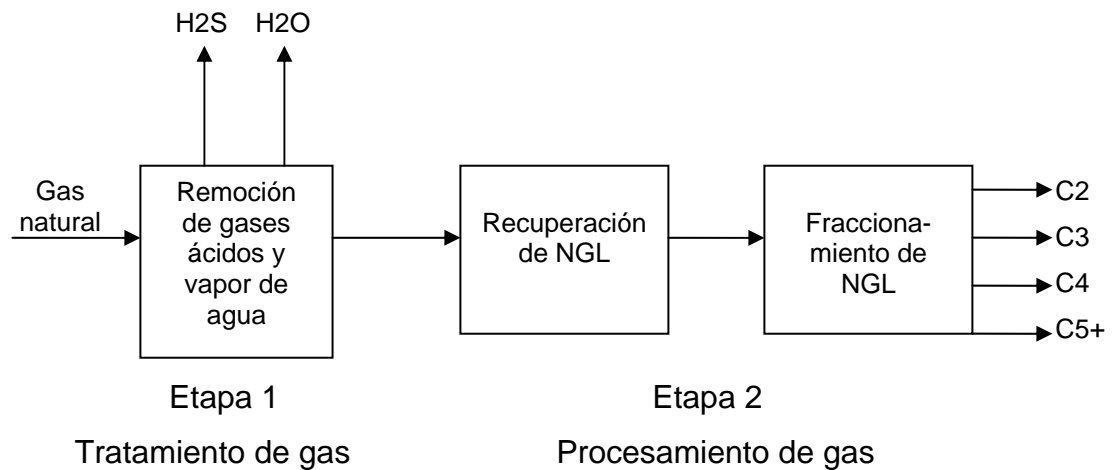 H2S
H2O
Gas
natural
Remoción
de gases
ácidos y
vapor de
agua
Recuperación
de NGL
Fracciona-
miento de
NGL
C2
C3
C4
C5+
Etapa 1
Etapa 2
Tratamiento de gas
Procesamiento de gas